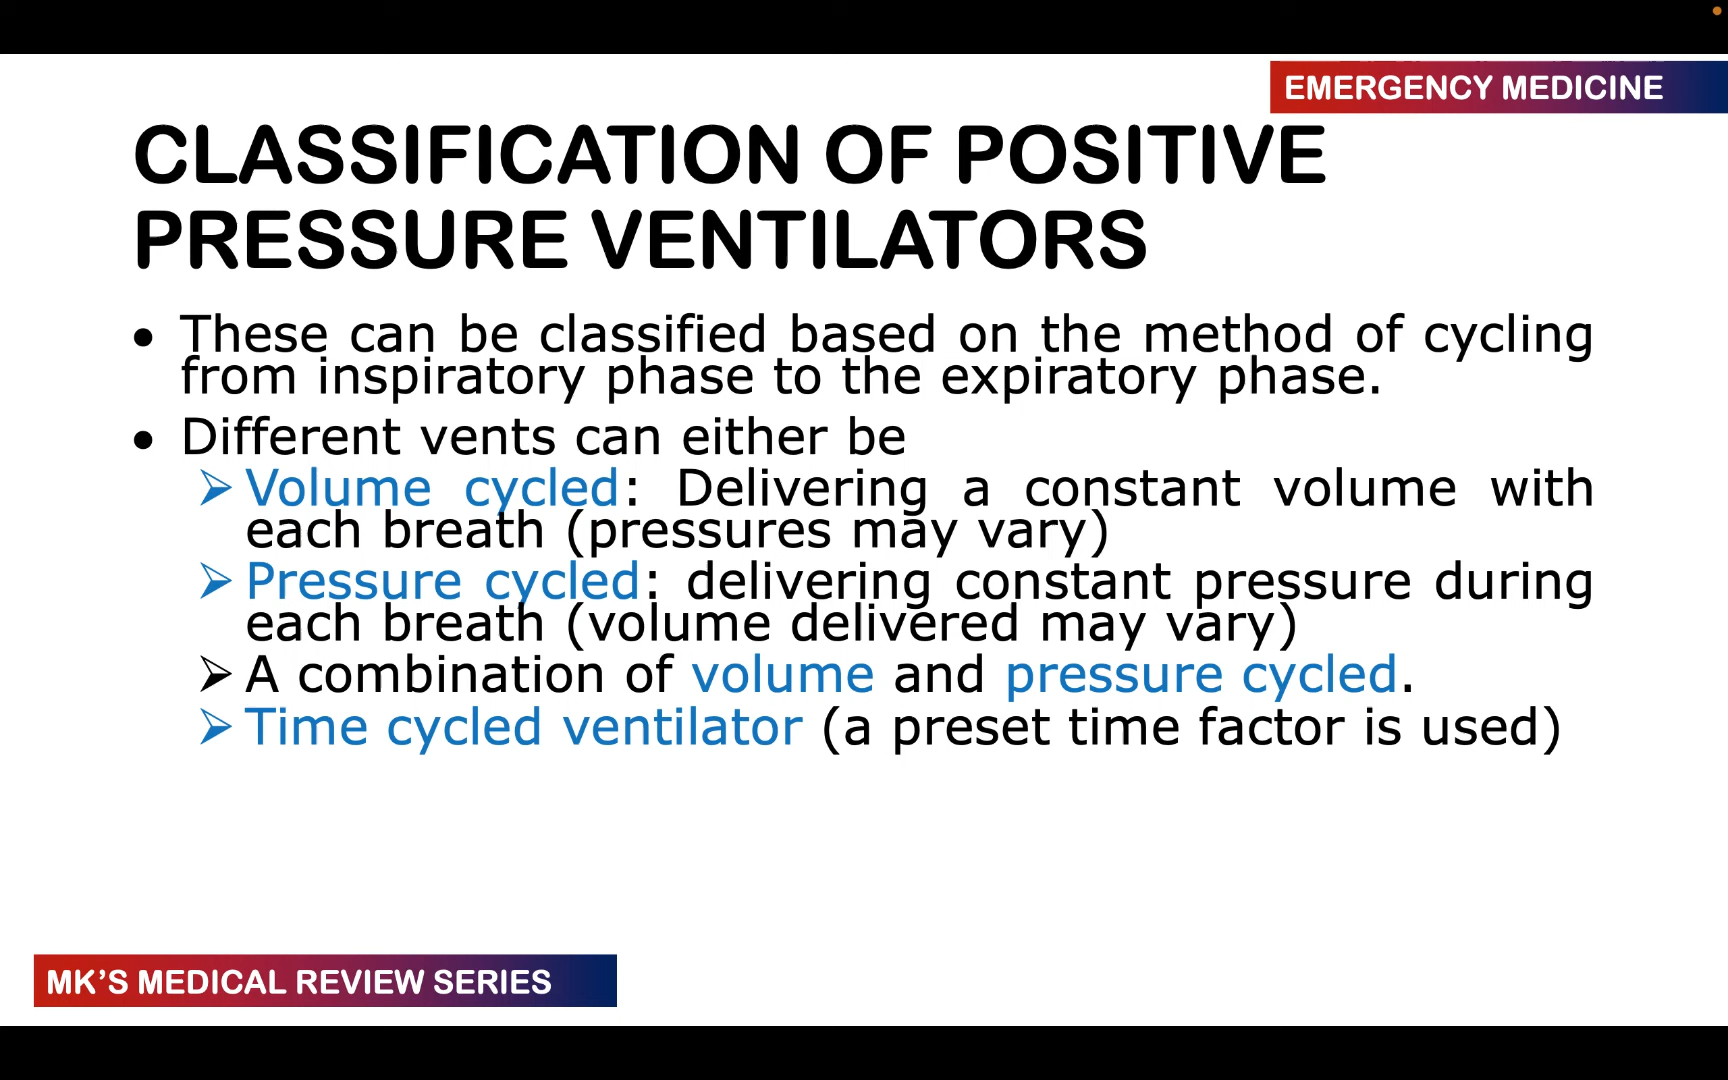 EMERGENCY MEDICINE
CLASSIFICATION OF POSITIVE
PRESSURE VENTILATORS
• These can be classified based on the method of cycling
from inspiratory phase to the expiratory phase.
• Different vents can either be
➢ Volume cycled: Delivering a constant volume with
each breath (pressures may vary)
➢ Pressure cycled: delivering constant pressure during
each breath (volume delivered may vary)
➢ A combination of volume and pressure cycled.
➢ Time cycled ventilator (a preset time factor is used)
MK'S MEDICAL REVIEW SERIES